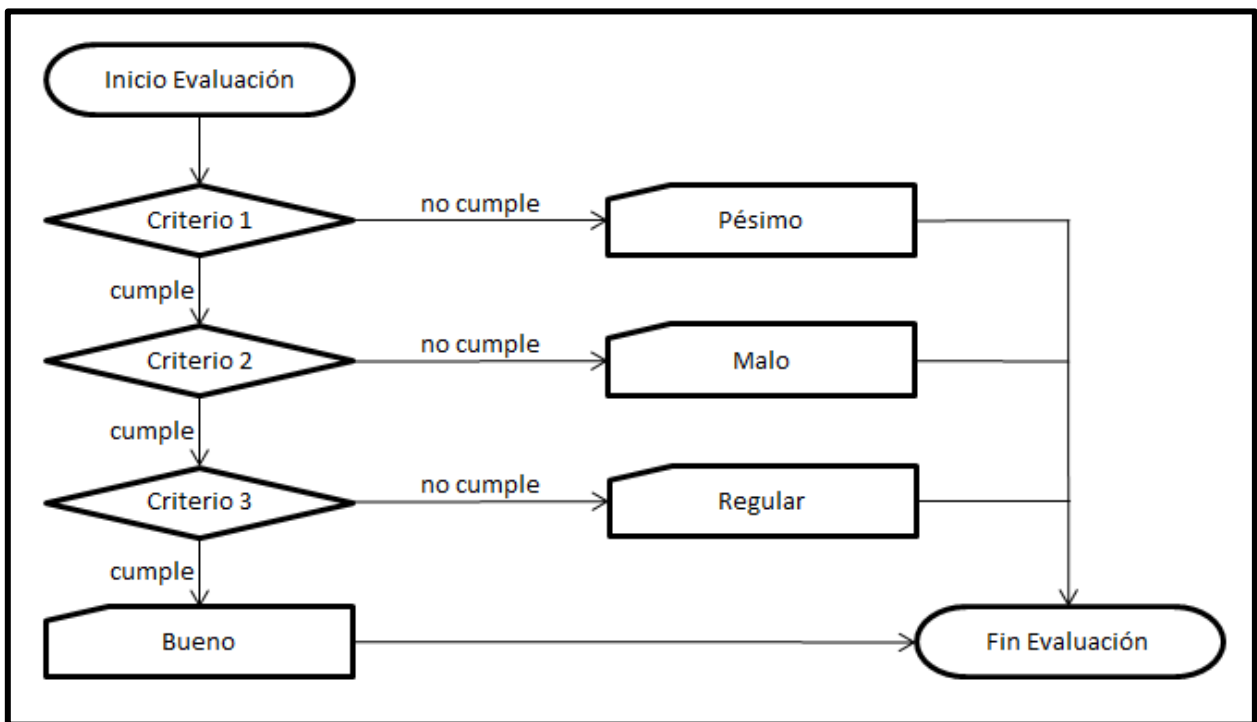 Inicio Evaluación
Criterio 1
no cumple
Pésimo
cumple
Criterio 2
no cumple
Malo
cumple
Criterio 3
no cumple
Regular
cumple
Bueno
Fin Evaluación